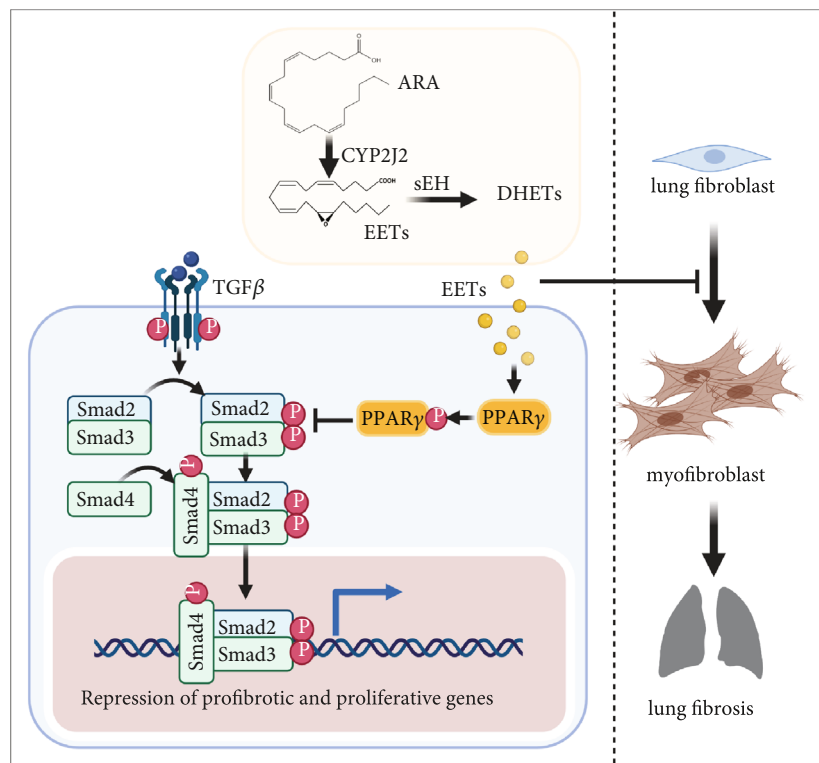 O
OH
ARA
CYP2J2
COOH
sEH
DHETs
O
EETs
TGFβ
EETs
P
P
Smad2
Smad3
Smad2
Smad3
P
P
PPARγ
P
PPARγ
Smad4
P
Smad4
Smad2
Smad3
P
P
P
Smad4
Smad2
Smad3
P
P
Repression of profibrotic and proliferative genes
lung fibroblast
myofibroblast
lung fibrosis